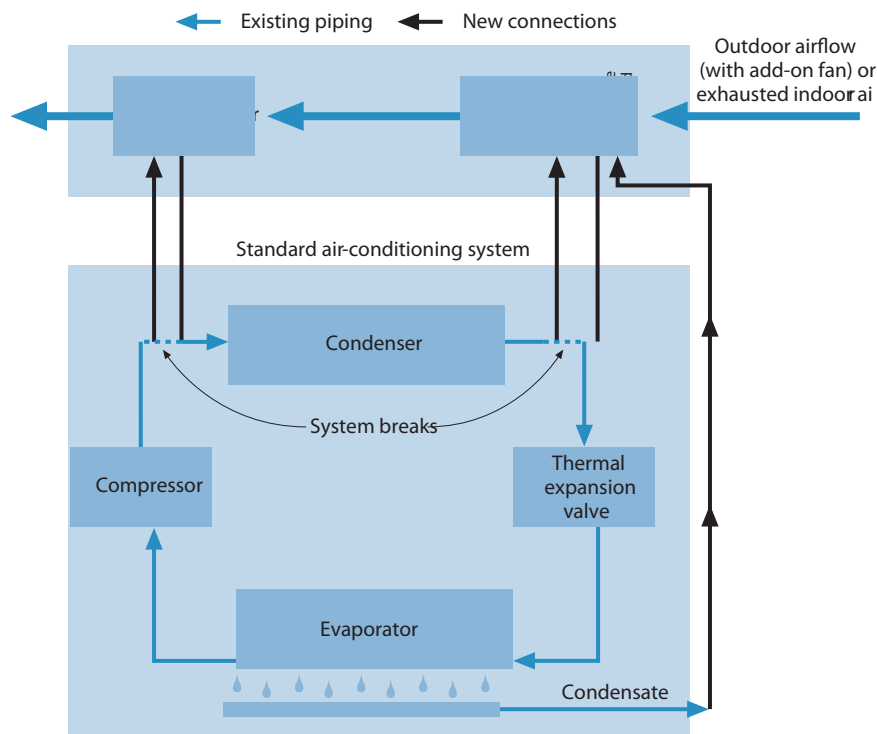 Existing piping
New connections
Outdoor airflow
(with add-on fan) or
exhausted indoor ai
Standard air-conditioning system
Condenser
System breaks
Compressor
Thermal
expansion
valve
Evaporator
Condensate